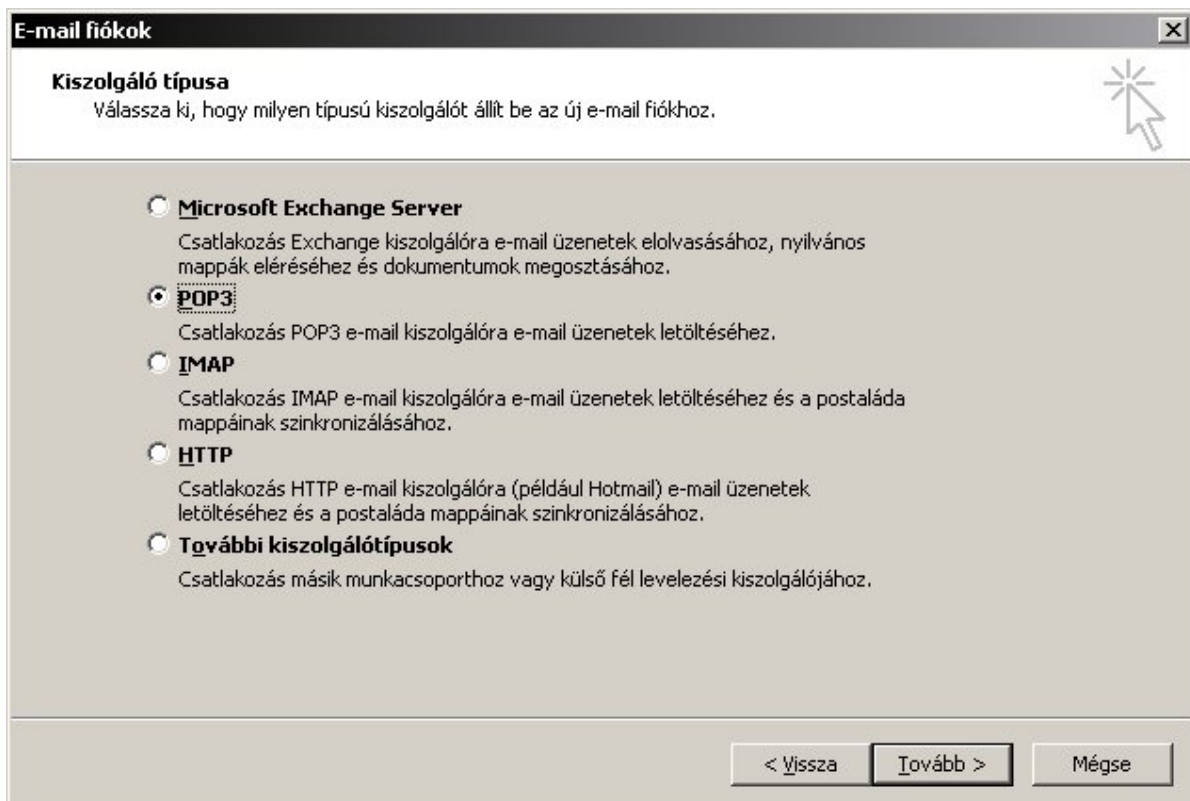 E-mail fiókok
Kiszolgáló típusa
Válassza ki, hogy milyen típusú kiszolgálót állít be az új e-mail fiókhoz.
Microsoft Exchange Server
Csatlakozás Exchange kiszolgálóra e-mail üzenetek elolvasásához, nyilvános
mappák eléréséhez és dokumentumok megosztásához.
POP3
Csatlakozás POP3 e-mail kiszolgálóra e-mail üzenetek letöltéséhez.
IMAP
Csatlakozás IMAP e-mail kiszolgálóra e-mail üzenetek letöltéséhez és a postaláda
mappáinak szinkronizálásához.
HTTP
Csatlakozás HTTP e-mail kiszolgálóra (például Hotmail) e-mail üzenetek
letöltéséhez és a postaláda mappáinak szinkronizálásához.
További kiszolgálótípusok
Csatlakozás másik munkacsoporthoz vagy külső fél levelezési kiszolgálójához.
< Vissza
Tovább >
Mégse